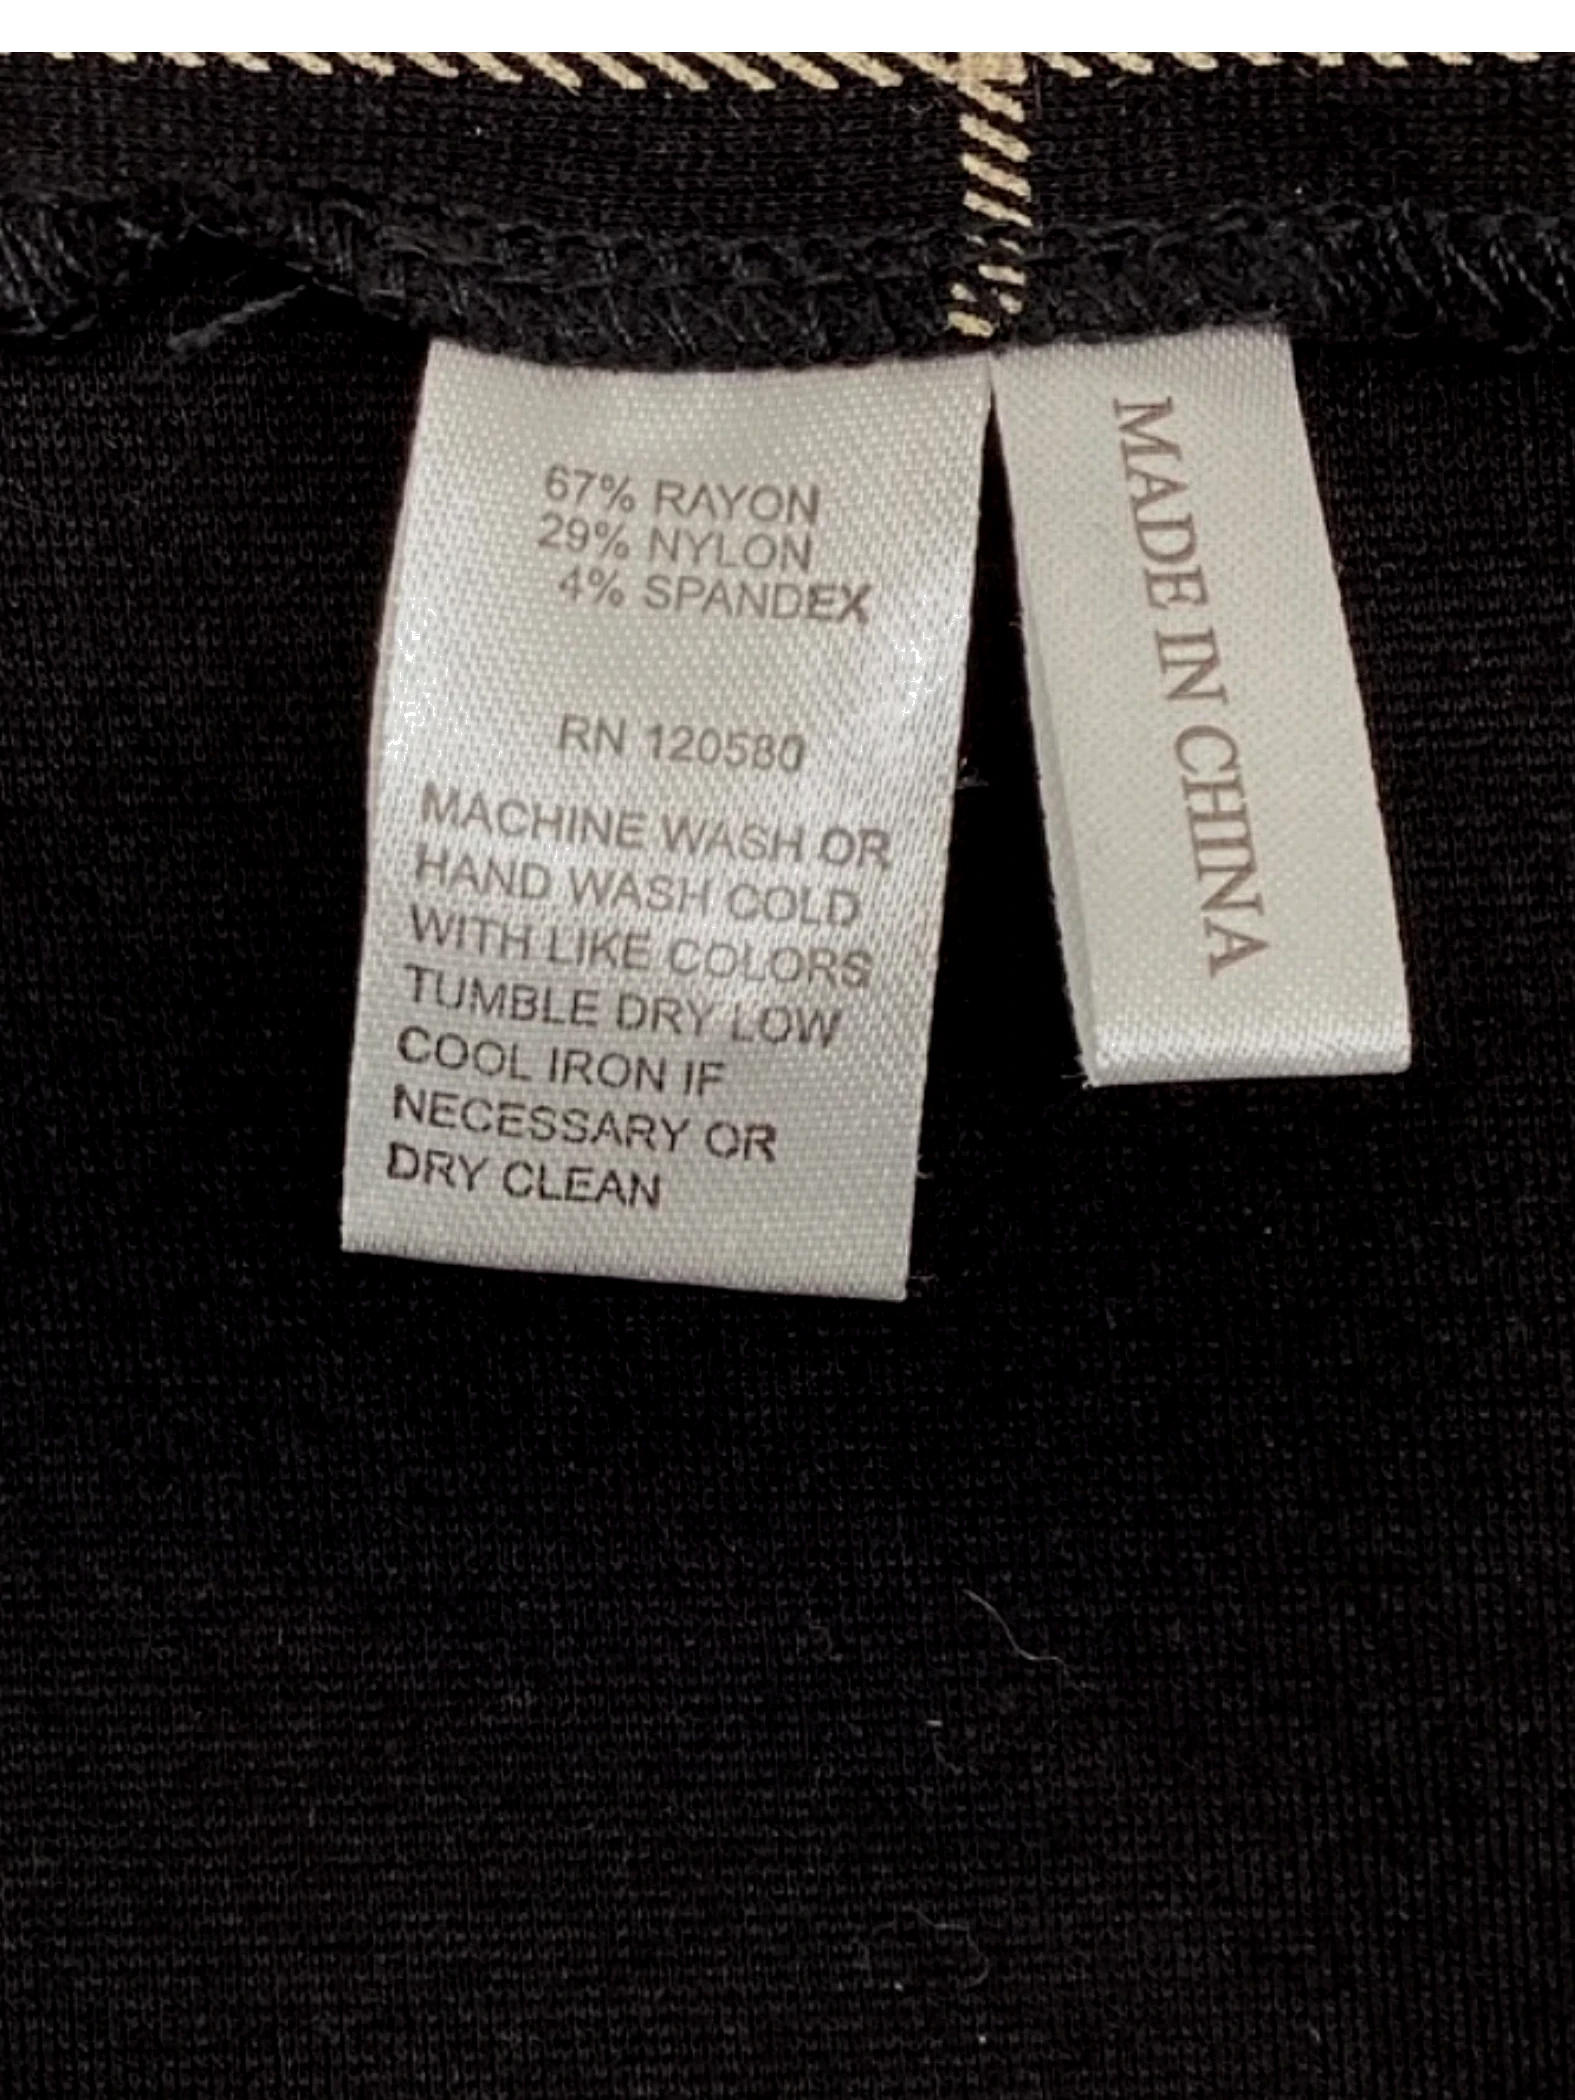 67% RAYON
29% NYLON
4% SPANDEX
RN 120580
MACHINE WASH OR
HAND WASH COLD
WITH LIKE COLORS
TUMBLE DRY LOW
COOL IRON IF
NECESSARY OR
DRY CLEAN
MADE IN CHINA